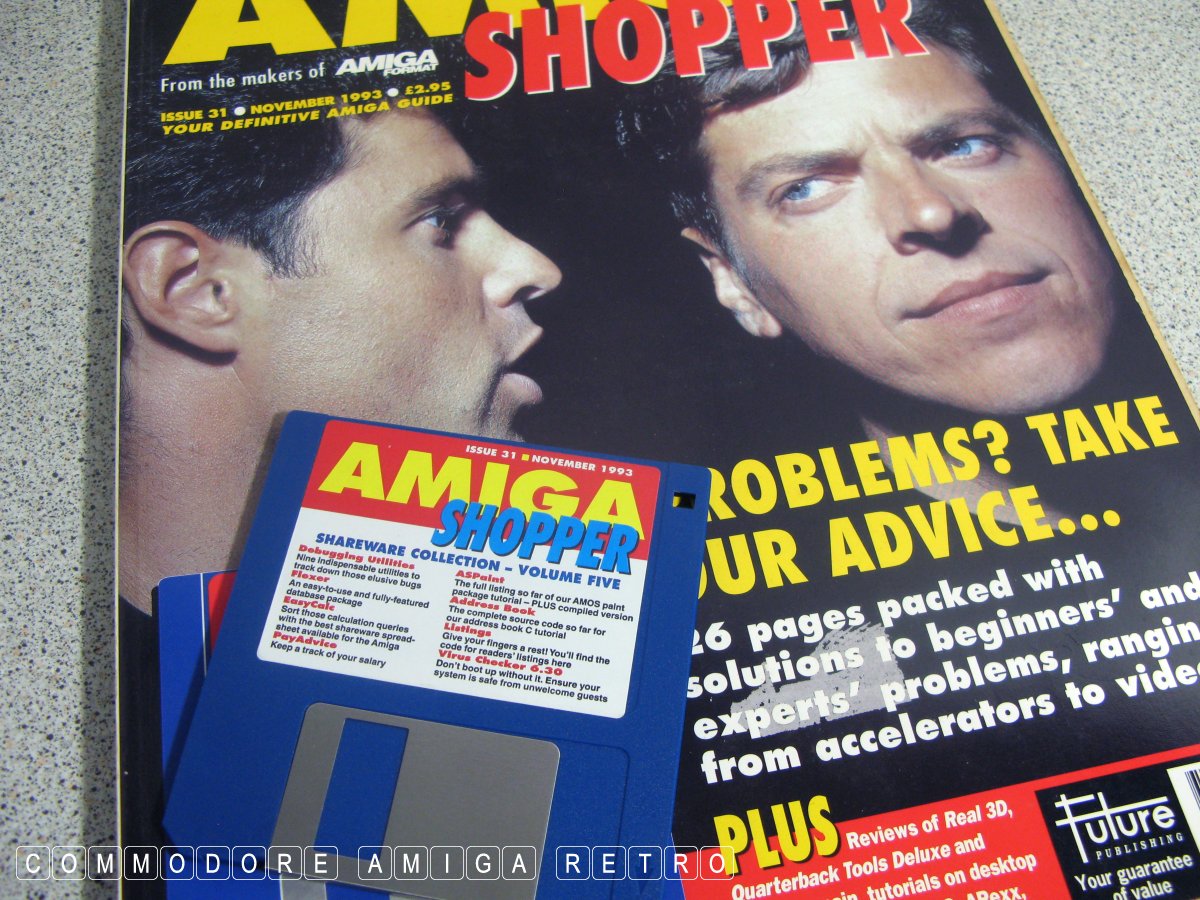 SHOPPER
From the makers of AMIGA FORMAT
ISSUE 31 • NOVEMBER 1993 • £2.95
YOUR DEFINITIVE AMIGA GUIDE
ISSUE 31 ■ NOVEMBER 1993
AMIGA
SHOPPER
SHAREWARE COLLECTION – VOLUME FIVE
Debugging Utilities
Nine indispensable utilities to
track down those elusive bugs
Flexer
An easy-to-use and fully-featured
database package
EasyCalc
Sort those calculation queries
with the best shareware spread-
sheet available for the Amiga
PayAdvice
Keep a track of your salary
ASPaint
The full listing so far of our AMOS paint
package tutorial – PLUS compiled version
Address Book
The complete source code so far for
our address book C tutorial
Listings
Give your fingers a rest! You'll find the
code for readers' listings here
Virus Checker 6.30
Don't boot up without it. Ensure your
system is safe from unwelcome guests
ROBLEMS? TAKE
UR ADVICE...
26 pages packed with
solutions to beginners' and
experts' problems, rangin
from accelerators to vide
PLUS Reviews of Real 3D,
Quarterback Tools Deluxe and
tutorials on desktop
ARexx,
Future
PUBLISHING
Your guarantee
of value
COMMODORE AMIGA RETRO